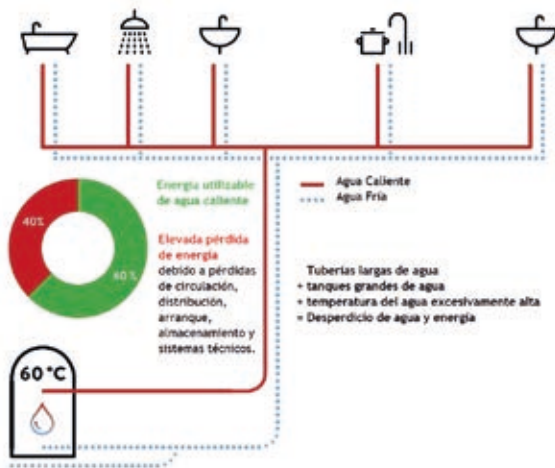 Energía utilizable
de agua caliente
Agua Caliente
Agua Fría
40%
60%
Elevada pérdida
de energía
debido a pérdidas
de circulación,
distribución,
arranque,
almacenamiento y
sistemas técnicos.
Tuberías largas de agua
+ tanques grandes de agua
+ temperatura del agua excesivamente alta
= Desperdicio de agua y energía
60°C